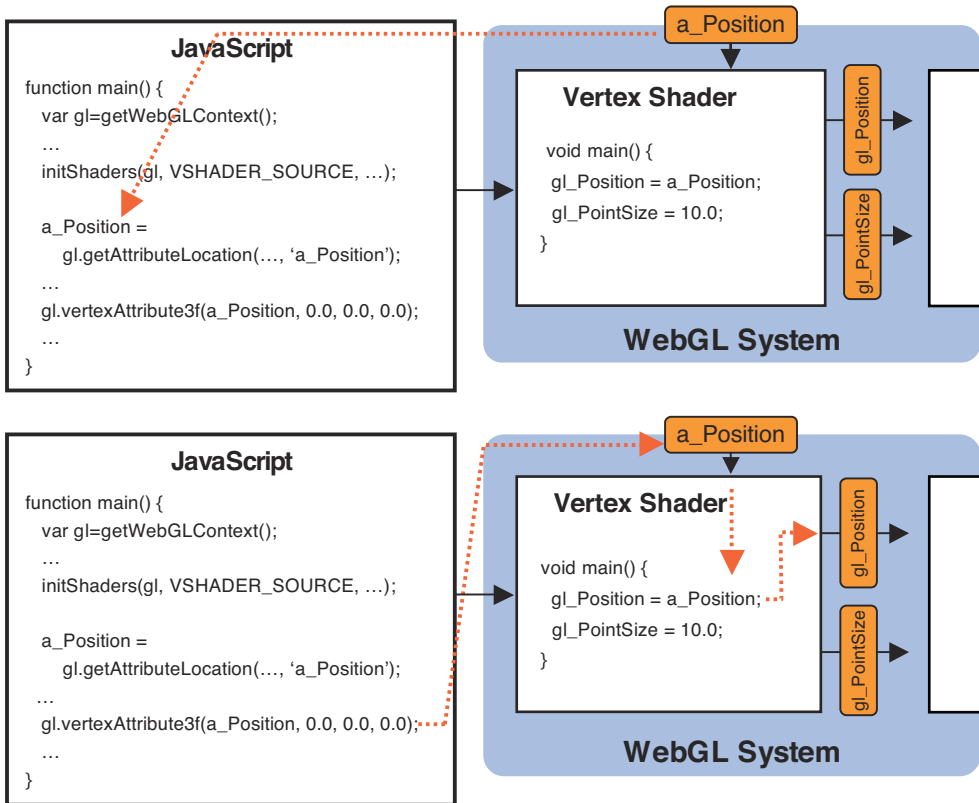 a_Position
JavaScript
function main() {
var gl=getWebGLContext();
…
initShaders(gl, VSHADER_SOURCE, …);
a_Position =
gl.getAttributeLocation(…, ‘a_Position’);
…
gl.vertexAttribute3f(a_Position, 0.0, 0.0, 0.0);
…
}
Vertex Shader
void main() {
gl_Position = a_Position;
gl_PointSize = 10.0;
}
gl_Position
gl_PointSize
WebGL System
a_Position
JavaScript
function main() {
var gl=getWebGLContext();
…
initShaders(gl, VSHADER_SOURCE, …);
a_Position =
gl.getAttributeLocation(…, ‘a_Position’);
…
gl.vertexAttribute3f(a_Position, 0.0, 0.0, 0.0);
…
}
Vertex Shader
void main() {
gl_Position = a_Position;
gl_PointSize = 10.0;
}
gl_Position
gl_PointSize
WebGL System